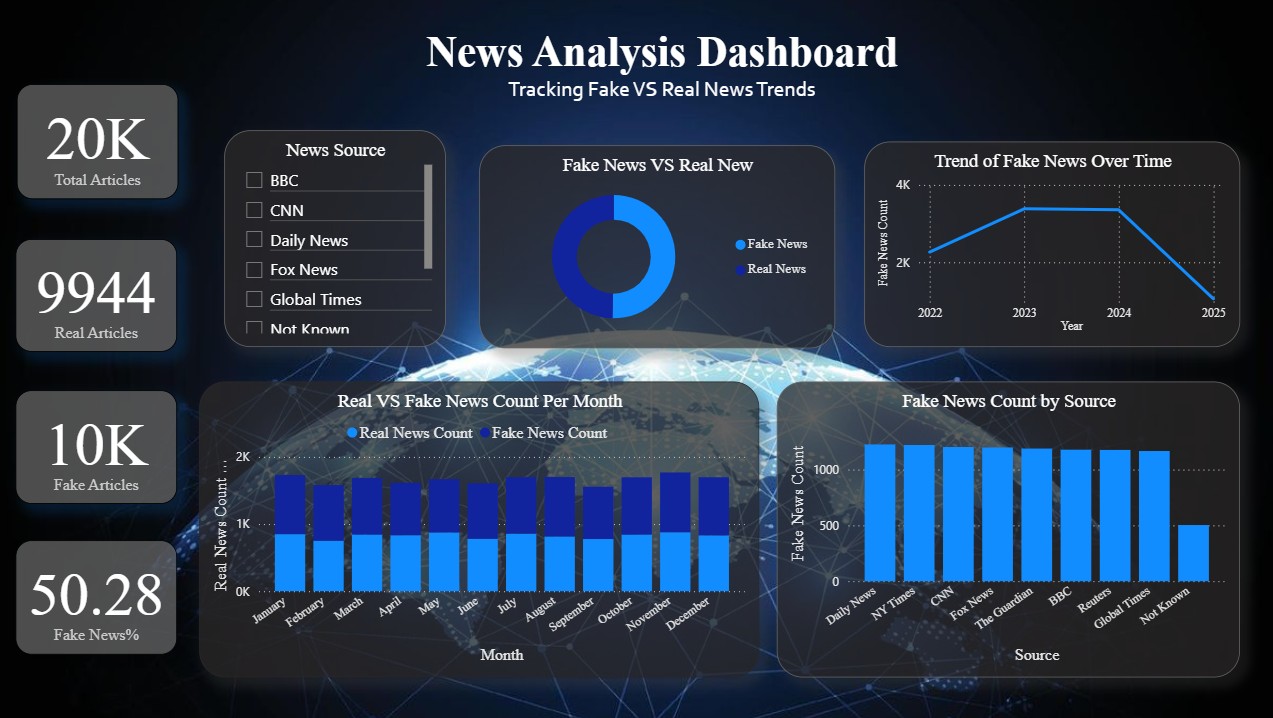 News Analysis Dashboard
Tracking Fake VS Real News Trends
20K
Total Articles
9944
Real Articles
10K
Fake Articles
50.28
Fake News%
News Source
BBC
CNN
Daily News
Fox News
Global Times
Not Known
Fake News VS Real New
Fake News
Real News
Trend of Fake News Over Time
Fake News Count
4K
2K
2022 2023 2024 2025
Year
Real VS Fake News Count Per Month
Real News Count Fake News Count
Real News Count ...
2K
1K
0K
January February March April May June July August September October November December
Month
Fake News Count by Source
Fake News Count
1000
500
0
Daily News NY Times CNN Fox News The Guardian BBC Reuters Global Times Not Known
Source